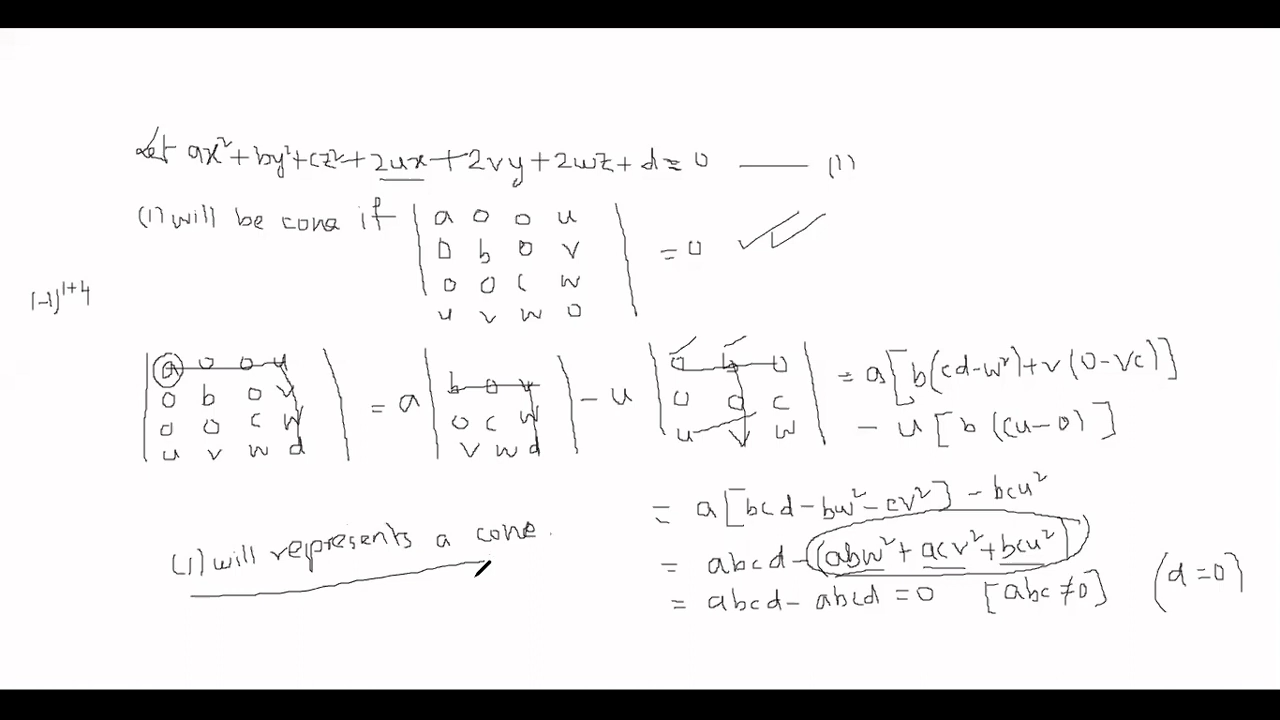 Let ax²+by²+cz²+2ux+2vy+2wz+d=0 —— (1)
(1) will be cone if | a 0 0 u | = 0
| 0 b 0 v |
| 0 0 c w |
| u v w 0 |
(-1)^{1+4}
| a 0 0 u | = a | b 0 v | - u | 0 b 0 | = a[b(cd-w²)+v(0-vc)]
| 0 b 0 v | | 0 c w | | 0 0 c | - u[b(cu-0)]
| 0 0 c w | | v w d | | u v w |
| u v w d |
= a[bcd-bw²-cv²] - bcu²
= abcd-(abw²+acv²+bcu²)
= abcd-abcd=0 [abc≠0] (d=0)
(1) will represents a cone.